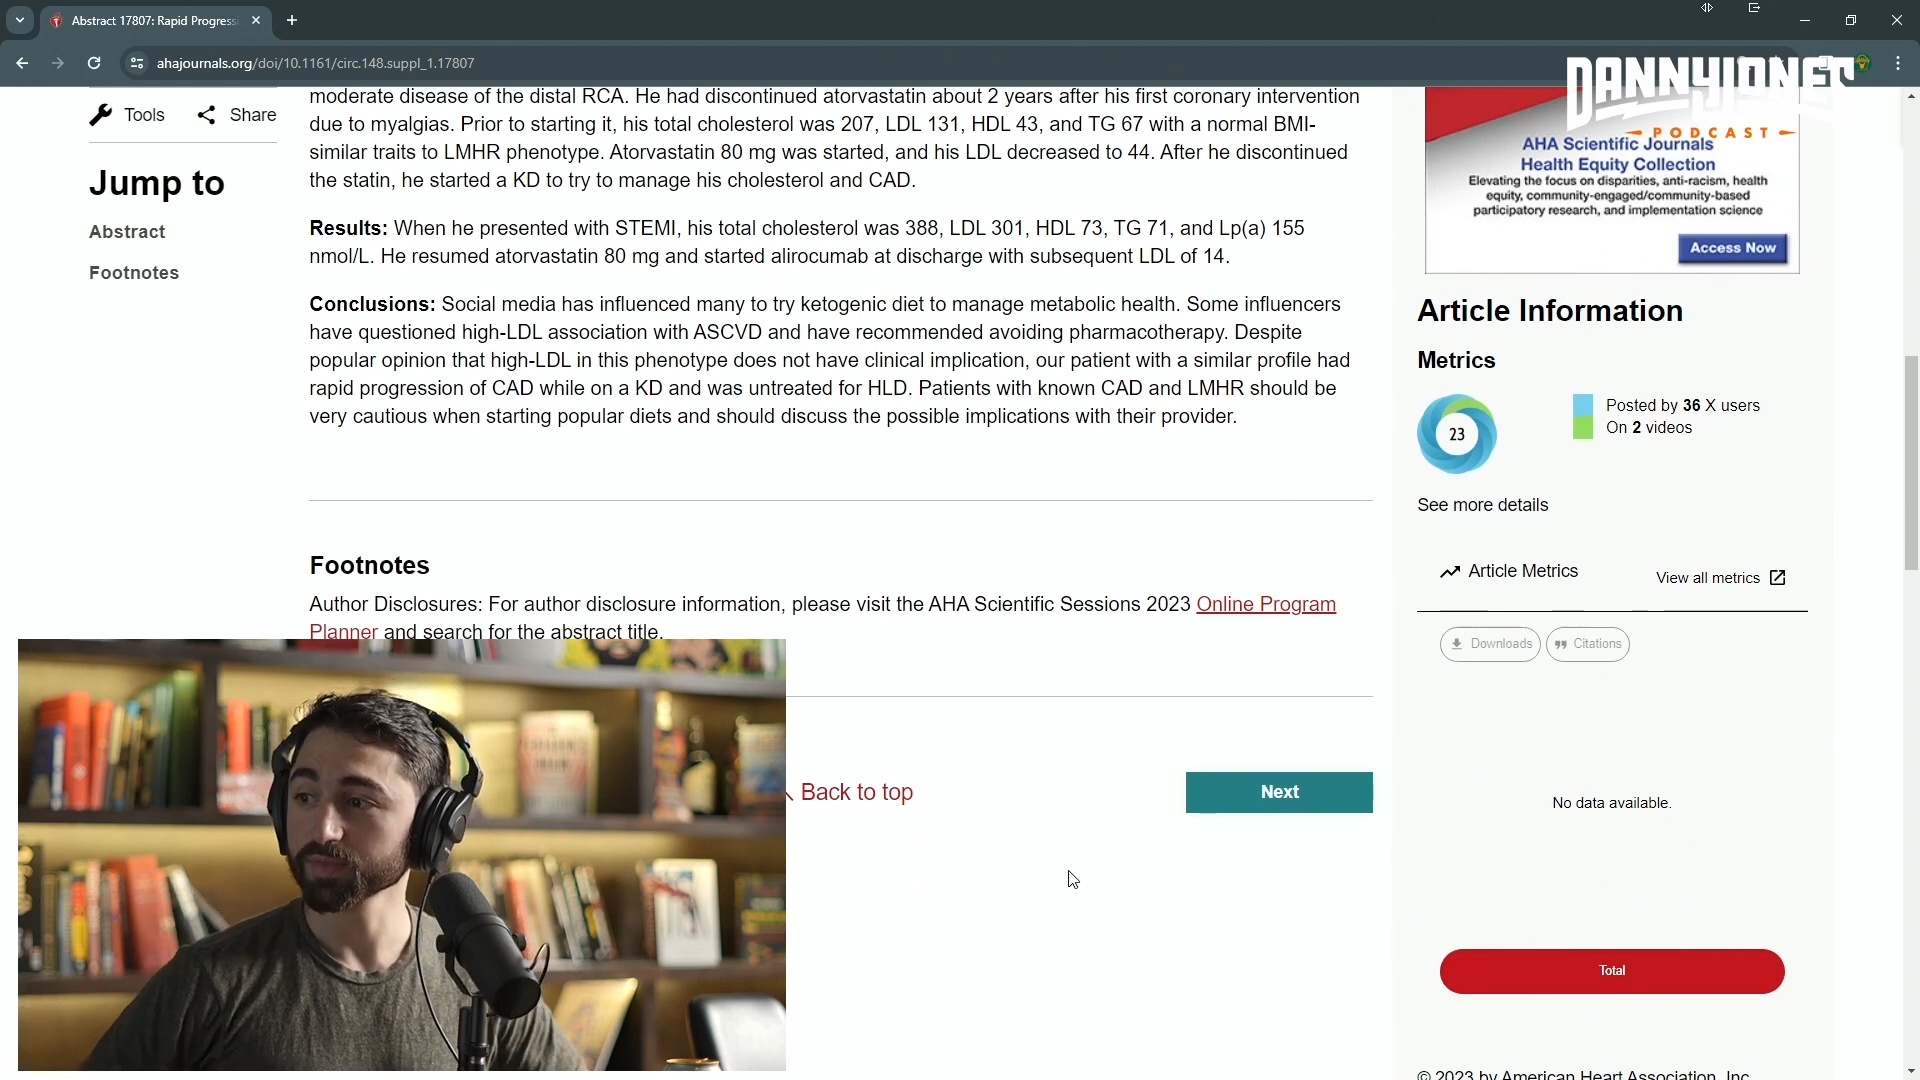 Abstract 17807: Rapid Progressi
ahajournals.org/doi/10.1161/circ.148.suppl_1.17807
DANNY JONES
PODCAST
Tools
Share
Jump to
Abstract
Footnotes
moderate disease of the distal RCA. He had discontinued atorvastatin about 2 years after his first coronary intervention
due to myalgias. Prior to starting it, his total cholesterol was 207, LDL 131, HDL 43, and TG 67 with a normal BMI-
similar traits to LMHR phenotype. Atorvastatin 80 mg was started, and his LDL decreased to 44. After he discontinued
the statin, he started a KD to try to manage his cholesterol and CAD.
Results: When he presented with STEMI, his total cholesterol was 388, LDL 301, HDL 73, TG 71, and Lp(a) 155
nmol/L. He resumed atorvastatin 80 mg and started alirocumab at discharge with subsequent LDL of 14.
Conclusions: Social media has influenced many to try ketogenic diet to manage metabolic health. Some influencers
have questioned high-LDL association with ASCVD and have recommended avoiding pharmacotherapy. Despite
popular opinion that high-LDL in this phenotype does not have clinical implication, our patient with a similar profile had
rapid progression of CAD while on a KD and was untreated for HLD. Patients with known CAD and LMHR should be
very cautious when starting popular diets and should discuss the possible implications with their provider.
Footnotes
Author Disclosures: For author disclosure information, please visit the AHA Scientific Sessions 2023 Online Program
Planner and search for the abstract title.
Back to top
Next
AHA Scientific Journals
Health Equity Collection
Elevating the focus on disparities, anti-racism, health
equity, community-engaged/community-based
participatory research, and implementation science
Access Now
Article Information
Metrics
23
Posted by 36 X users
On 2 videos
See more details
Article Metrics
View all metrics
Downloads
Citations
No data available.
Total
© 2023 by American Heart Association, Inc.